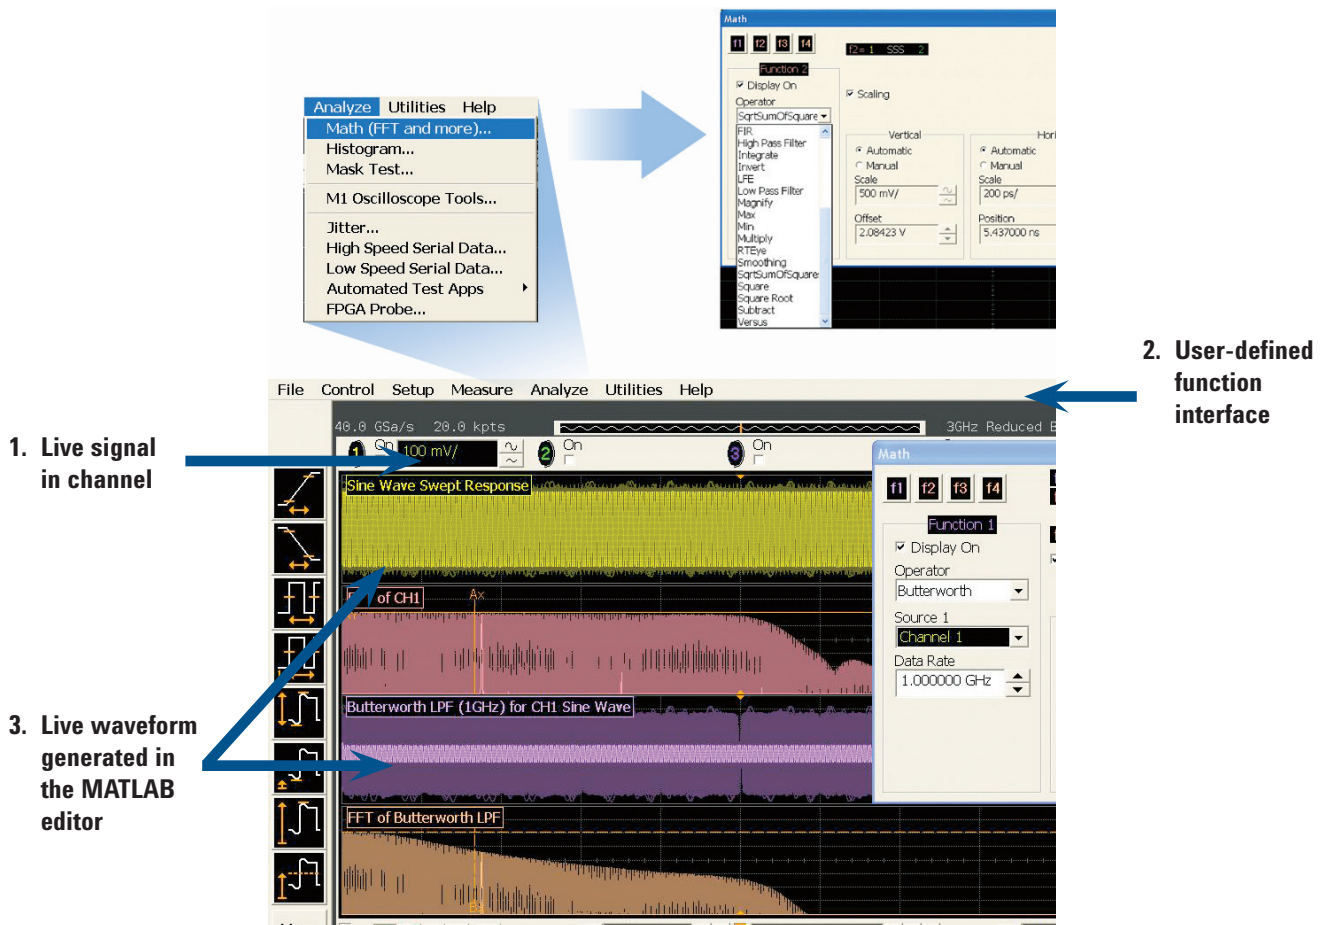 Math
f1 f2 f3 f4
f2= 1 SSS 2
Function 2
Display On
Scaling
Operator
SqrtSumOfSquare
FIR
High Pass Filter
Integrate
Invert
LFE
Low Pass Filter
Magnify
Max
Min
Multiply
RTEye
Smoothing
SqrtSumOfSquare
Square
Square Root
Subtract
Versus
Vertical
Automatic
Manual
Scale
500 mV/
Offset
2.08423 V
Hori
Automatic
Manual
Scale
200 ps/
Position
5.437000 ns
Analyze Utilities Help
Math (FFT and more)...
Histogram...
Mask Test...
M1 Oscilloscope Tools...
Jitter...
High Speed Serial Data...
Low Speed Serial Data...
Automated Test Apps
FPGA Probe...
2. User-defined
function
interface
File Control Setup Measure Analyze Utilities Help
40.0 GSa/s 20.0 kpts
3GHz Reduced B
1 On 100 mV/ 2 On 3 On
1. Live signal
in channel
Sine Wave Swept Response
of CH1
Ax
Butterworth LPF (1GHz) for CH1 Sine Wave
FFT of Butterworth LPF
Math
f1 f2 f3 f4
Function 1
Display On
Operator
Butterworth
Source 1
Channel 1
Data Rate
1.000000 GHz
3. Live waveform
generated in
the MATLAB
editor